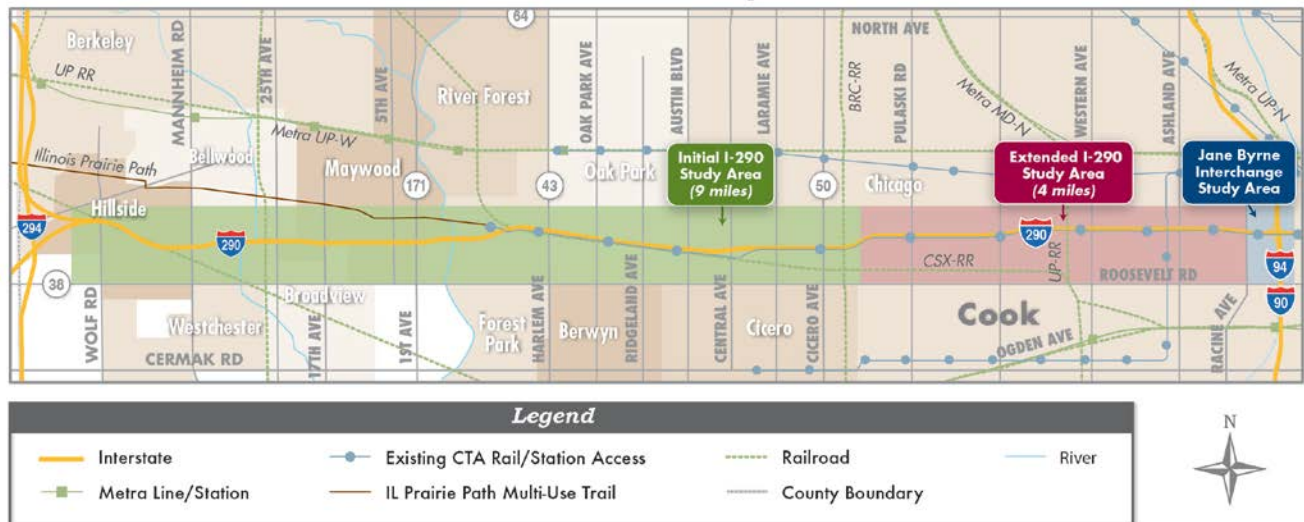 64
NORTH AVE
Berkeley
UP RR
MANNHEIM RD
25TH AVE
5TH AVE
River Forest
OAK PARK AVE
AUSTIN BLVD
LARAMIE AVE
BRC-RR
PULASKI RD
Metra MD-N
WESTERN AVE
ASHLAND AVE
Metra UP-N
Metra UP-W
Illinois Prairie Path
Bellwood
Maywood
171
43
Oak Park
Initial I-290
Study Area
(9 miles)
50
Chicago
Extended I-290
Study Area
(4 miles)
Jane Byrne
Interchange
Study Area
Hillside
294
290
290
CSX-RR
UP-RR
ROOSEVELT RD
94
38
90
WOLF RD
Broadview
Westchester
17TH AVE
1ST AVE
Forest
Park
HARLEM AVE
Berwyn
RIDGELAND AVE
CENTRAL AVE
Cicero
CICERO AVE
Cook
OGDEN AVE
RACINE AVE
CERMAK RD
Legend
Interstate
Existing CTA Rail/Station Access
Railroad
River
Metra Line/Station
IL Prairie Path Multi-Use Trail
County Boundary
N